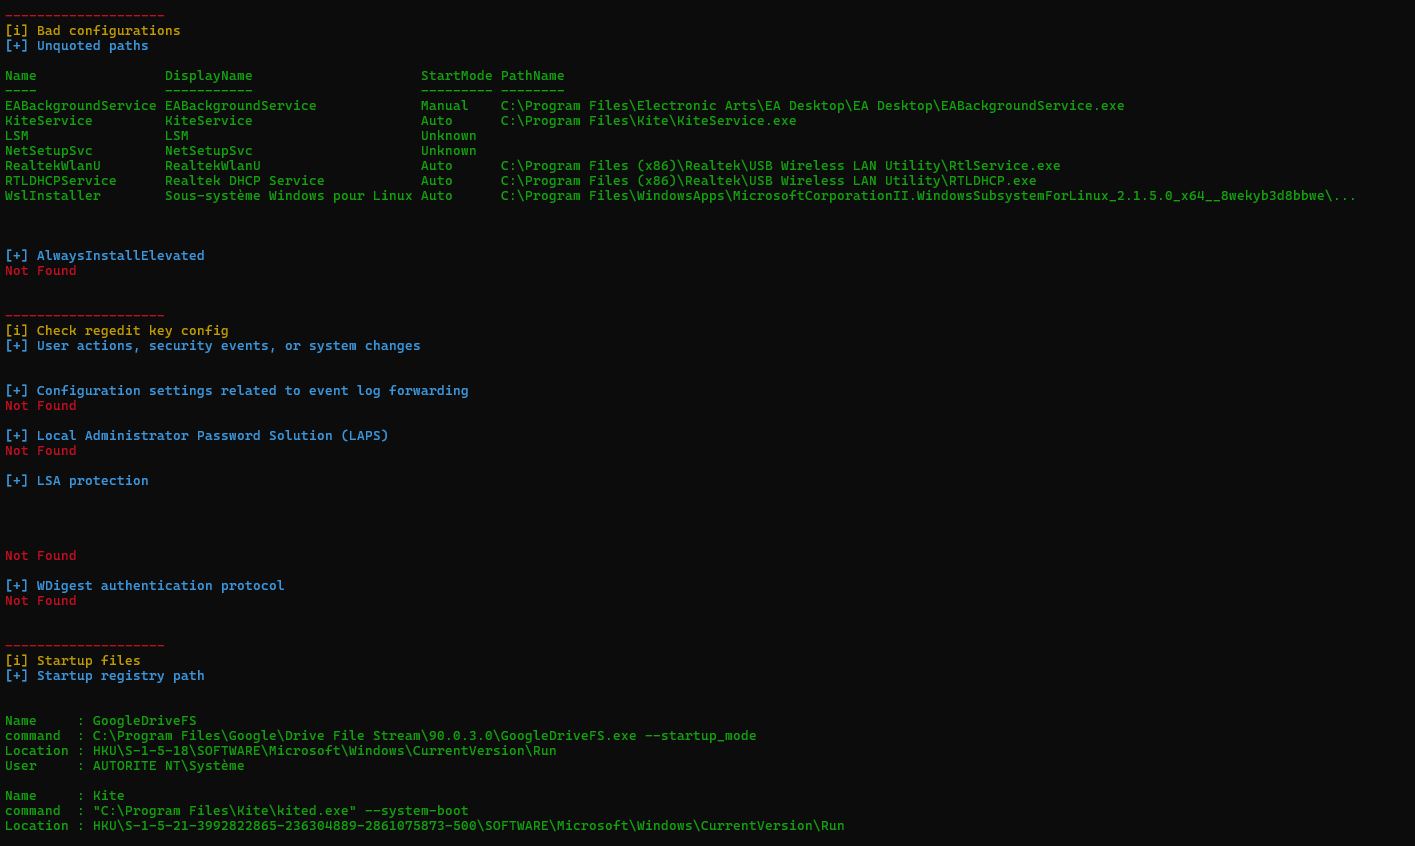 --------------------
[i] Bad configurations
[+] Unquoted paths
Name                DisplayName                     StartMode PathName
----                -----------                     --------- --------
EABackgroundService EABackgroundService             Manual    C:\Program Files\Electronic Arts\EA Desktop\EA Desktop\EABackgroundService.exe
KiteService         KiteService                     Auto      C:\Program Files\Kite\KiteService.exe
LSM                 LSM                             Unknown
NetSetupSvc         NetSetupSvc                     Unknown
RealtekWlanU        RealtekWlanU                    Auto      C:\Program Files (x86)\Realtek\USB Wireless LAN Utility\RtlService.exe
RTLDHCPService      Realtek DHCP Service            Auto      C:\Program Files (x86)\Realtek\USB Wireless LAN Utility\RTLDHCP.exe
WslInstaller        Sous-système Windows pour Linux Auto      C:\Program Files\WindowsApps\MicrosoftCorporationII.WindowsSubsystemForLinux_2.1.5.0_x64__8wekyb3d8bbwe\...
[+] AlwaysInstallElevated
Not Found
--------------------
[i] Check regedit key config
[+] User actions, security events, or system changes
[+] Configuration settings related to event log forwarding
Not Found
[+] Local Administrator Password Solution (LAPS)
Not Found
[+] LSA protection
Not Found
[+] WDigest authentication protocol
Not Found
--------------------
[i] Startup files
[+] Startup registry path
Name     : GoogleDriveFS
command  : C:\Program Files\Google\Drive File Stream\90.0.3.0\GoogleDriveFS.exe --startup_mode
Location : HKU\S-1-5-18\SOFTWARE\Microsoft\Windows\CurrentVersion\Run
User     : AUTORITE NT\Système
Name     : Kite
command  : "C:\Program Files\Kite\kited.exe" --system-boot
Location : HKU\S-1-5-21-3992822865-236304889-2861075873-500\SOFTWARE\Microsoft\Windows\CurrentVersion\Run